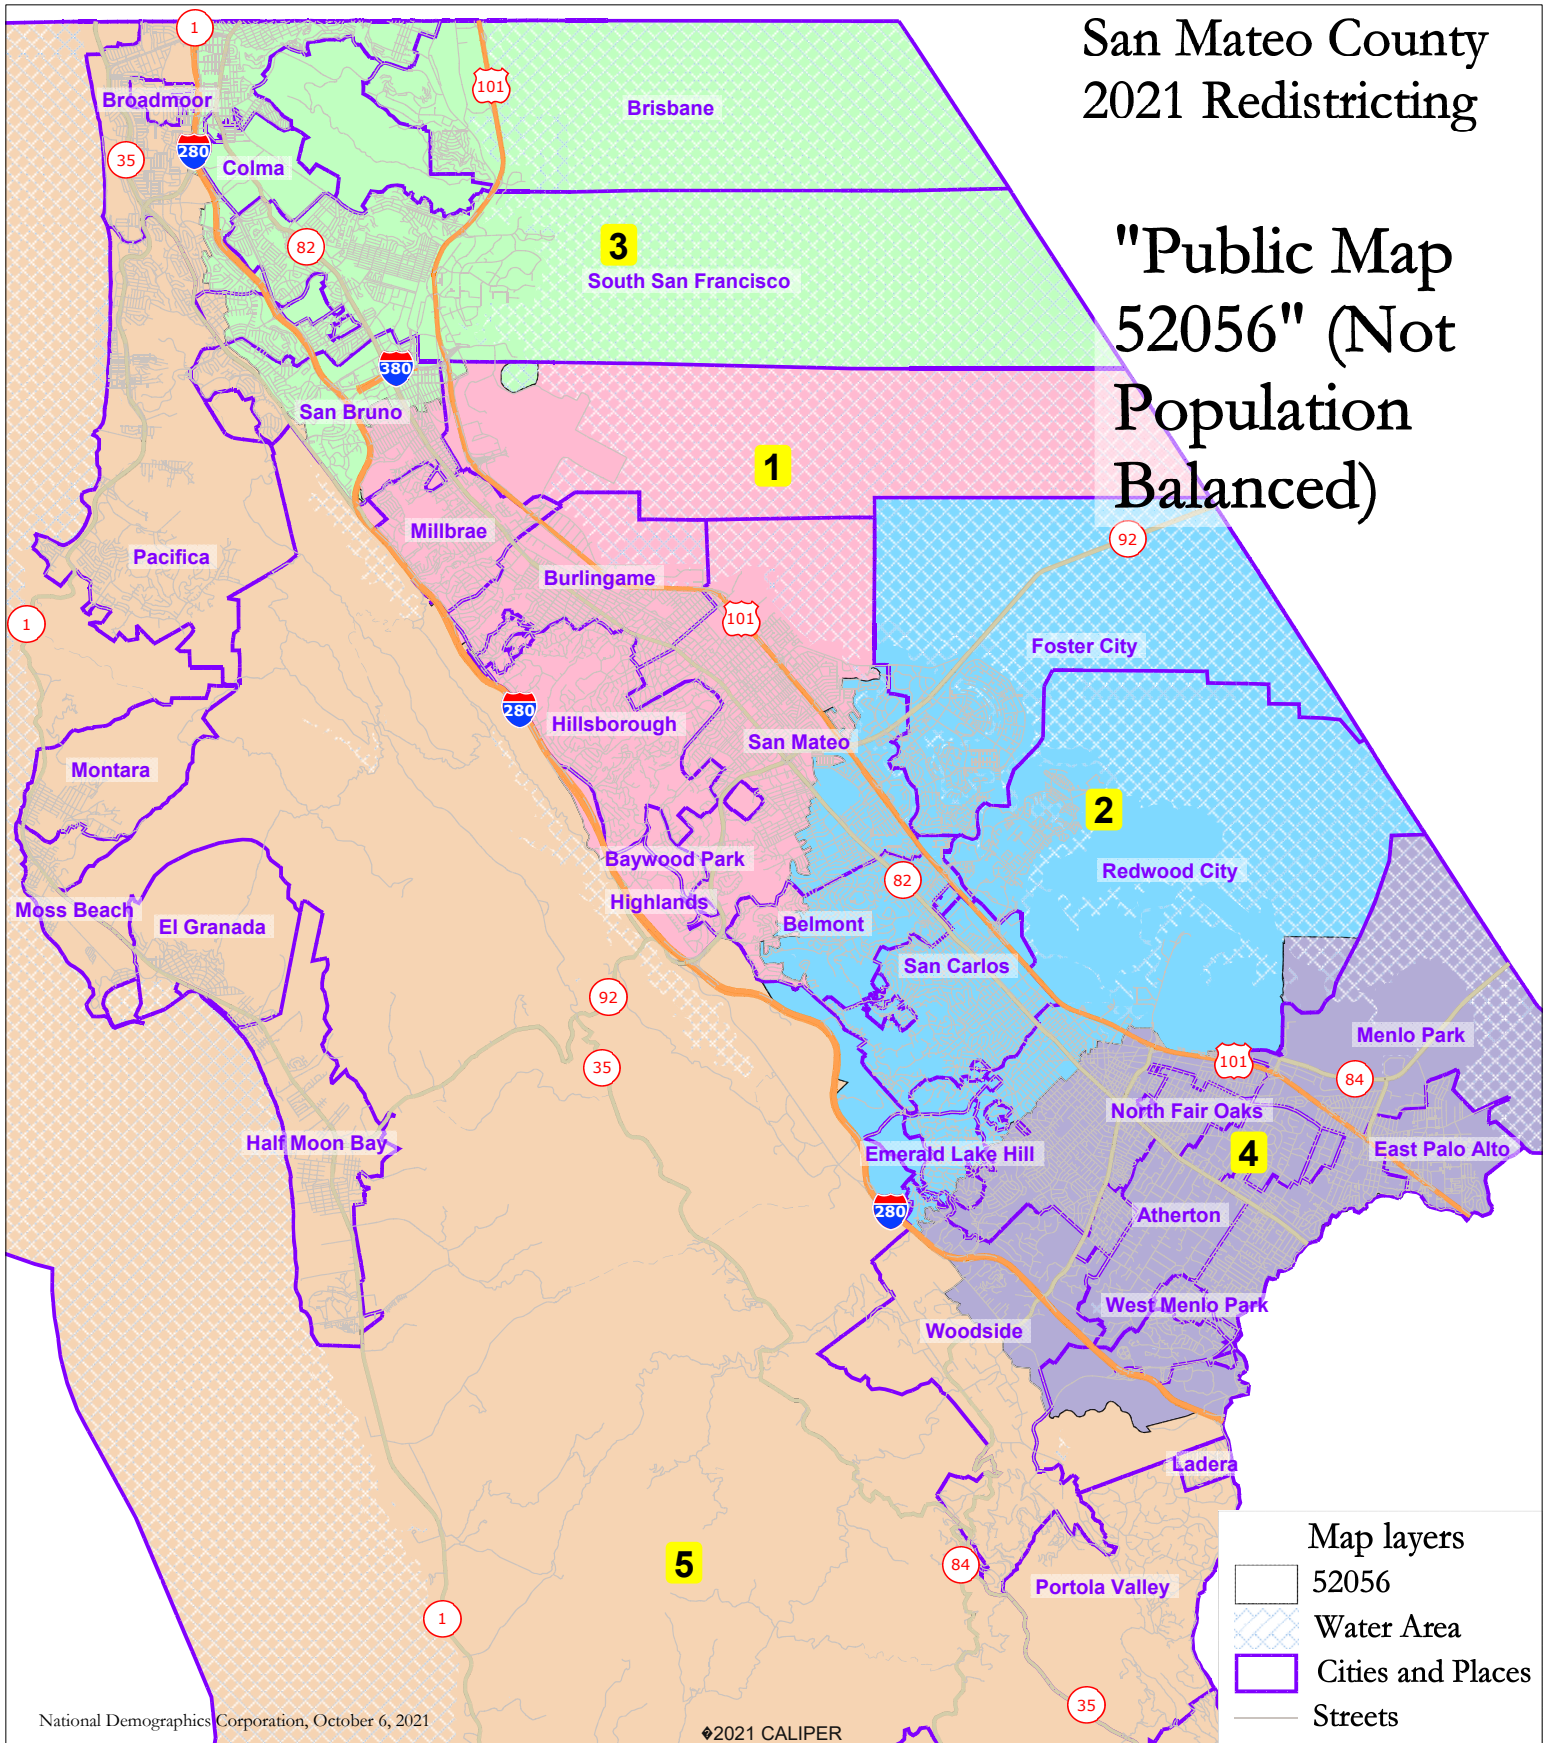 San Mateo County
2021 Redistricting
"Public Map
52056" (Not
Population
Balanced)
1
101
Broadmoor
Brisbane
35
280
Colma
82
3
South San Francisco
380
San Bruno
1
Millbrae
92
Pacifica
Burlingame
1
101
Foster City
280
Hillsborough
San Mateo
Montara
2
Baywood Park
Redwood City
82
Highlands
Moss Beach
El Granada
Belmont
San Carlos
92
Menlo Park
35
101
84
North Fair Oaks
Half Moon Bay
Emerald Lake Hill
4
East Palo Alto
280
Atherton
West Menlo Park
Woodside
Ladera
5
84
Portola Valley
1
35
Map layers
52056
Water Area
Cities and Places
Streets
National Demographics Corporation, October 6, 2021
�2021 CALIPER